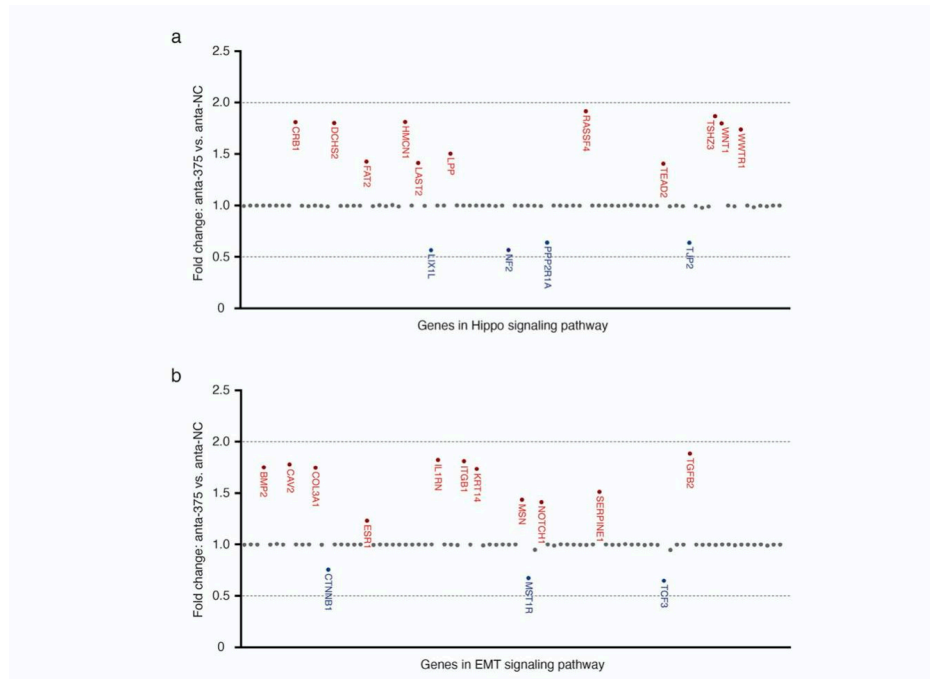 a
2.5
2.0
1.5
1.0
0.5
0
Fold change: anta-375 vs. anta-NC
CRB1
DCHS2
FAT2
HMCN1
LAST2
LPP
LIX1L
NF2
PPP2R1A
RASSF4
TEAD2
TJP2
TSHZ3
WNT1
WWTR1
Genes in Hippo signaling pathway
b
2.5
2.0
1.5
1.0
0.5
0
Fold change: anta-375 vs. anta-NC
BMP2
CAV2
COL3A1
CTNNB1
ESR1
IL1RN
ITGB1
KRT14
MSN
MST1R
NOTCH1
SERPINE1
TCF3
TGFB2
Genes in EMT signaling pathway